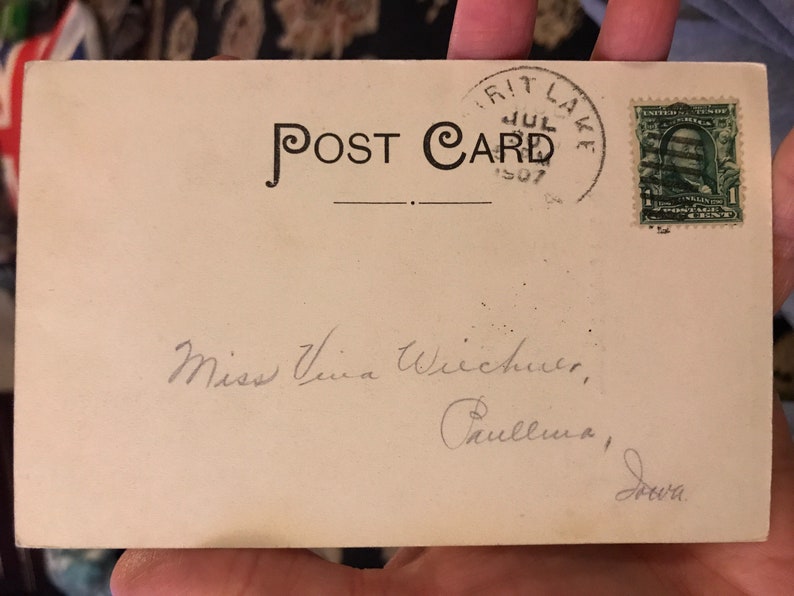 POST CARD
SPIRIT LAKE
JUL
1907
UNITED STATES OF
AMERICA
1 FRANKLIN 1
POSTAGE
CENT
Miss Vina Wiechner,
Paullina,
Iowa.